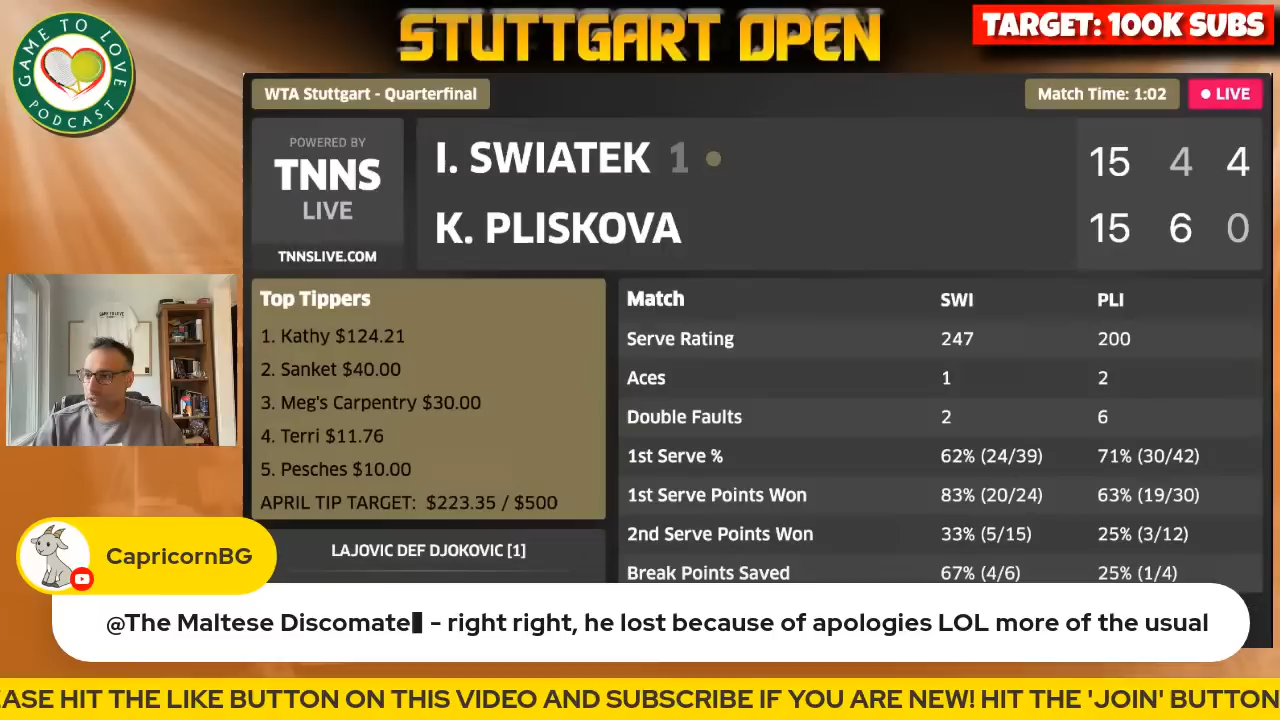 GAME TO LOVE
PODCAST
STUTTGART OPEN
TARGET: 100K SUBS
WTA Stuttgart - Quarterfinal
Match Time: 1:02
LIVE
POWERED BY
TNNS
LIVE
TNNSLIVE.COM
I. SWIATEK 1 15 4 4
K. PLISKOVA 15 6 0
Top Tippers
1. Kathy $124.21
2. Sanket $40.00
3. Meg's Carpentry $30.00
4. Terri $11.76
5. Pesches $10.00
APRIL TIP TARGET: $223.35 / $500
LAJOVIC DEF DJOKOVIC [1]
Match SWI PLI
Serve Rating 247 200
Aces 1 2
Double Faults 2 6
1st Serve % 62% (24/39) 71% (30/42)
1st Serve Points Won 83% (20/24) 63% (19/30)
2nd Serve Points Won 33% (5/15) 25% (3/12)
Break Points Saved 67% (4/6) 25% (1/4)
CapricornBG
@The Maltese Discomate - right right, he lost because of apologies LOL more of the usual
EASE HIT THE LIKE BUTTON ON THIS VIDEO AND SUBSCRIBE IF YOU ARE NEW! HIT THE 'JOIN' BUTTON